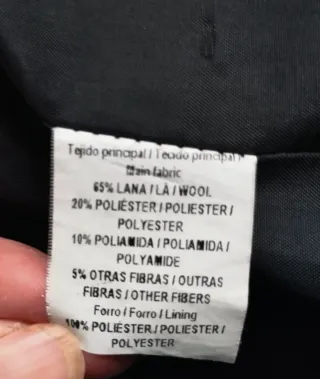 Tejido principal / Tecido principal /
Main fabric
65% LANA / LÃ / WOOL
20% POLIÉSTER / POLIESTER /
POLYESTER
10% POLIAMIDA / POLIAMIDA /
POLYAMIDE
5% OTRAS FIBRAS / OUTRAS
FIBRAS / OTHER FIBERS
Forro / Forro / Lining
100% POLIÉSTER / POLIESTER /
POLYESTER